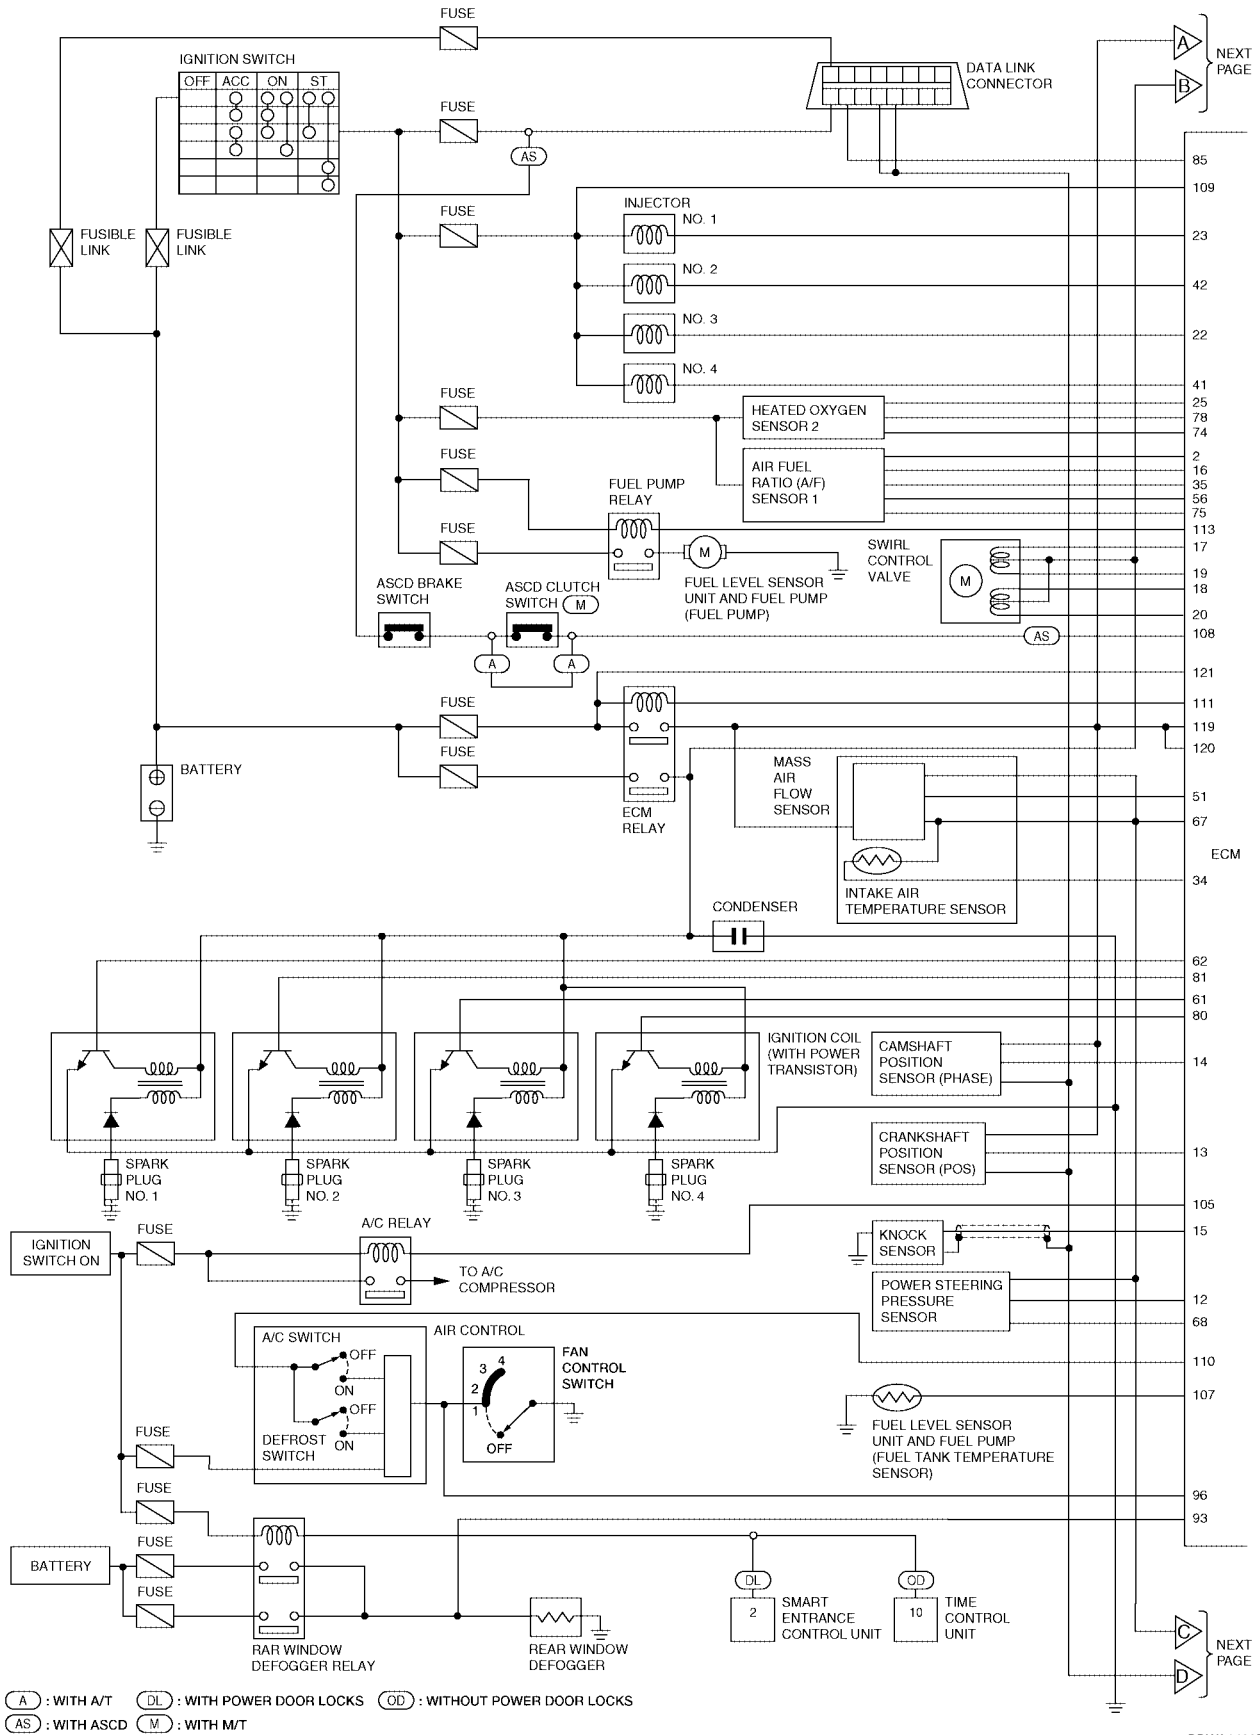 FUSE
A
NEXT
PAGE
IGNITION SWITCH
OFF ACC ON ST
DATA LINK
CONNECTOR
B
FUSE
AS
85
109
FUSIBLE
LINK
FUSIBLE
LINK
FUSE
INJECTOR
NO. 1
23
NO. 2
42
NO. 3
22
NO. 4
41
FUSE
HEATED OXYGEN
SENSOR 2
25
78
74
FUSE
FUEL PUMP
RELAY
AIR FUEL
RATIO (A/F)
SENSOR 1
2
16
35
56
75
113
FUSE
M
FUEL LEVEL SENSOR
UNIT AND FUEL PUMP
(FUEL PUMP)
SWIRL
CONTROL
VALVE
M
17
19
18
20
ASCD BRAKE
SWITCH
ASCD CLUTCH
SWITCH M
A
A
AS
108
121
FUSE
111
119
120
FUSE
BATTERY
ECM
RELAY
MASS
AIR
FLOW
SENSOR
51
67
ECM
34
INTAKE AIR
TEMPERATURE SENSOR
CONDENSER
62
81
61
80
IGNITION COIL
(WITH POWER
TRANSISTOR)
CAMSHAFT
POSITION
SENSOR (PHASE)
14
CRANKSHAFT
POSITION
SENSOR (POS)
13
SPARK
PLUG
NO. 1
SPARK
PLUG
NO. 2
SPARK
PLUG
NO. 3
SPARK
PLUG
NO. 4
105
IGNITION
SWITCH ON
FUSE
A/C RELAY
TO A/C
COMPRESSOR
KNOCK
SENSOR
15
POWER STEERING
PRESSURE
SENSOR
12
68
A/C SWITCH
AIR CONTROL
OFF
ON
OFF
ON
DEFROST
SWITCH
FAN
CONTROL
SWITCH
4
3
2
1
OFF
110
107
FUEL LEVEL SENSOR
UNIT AND FUEL PUMP
(FUEL TANK TEMPERATURE
SENSOR)
FUSE
96
FUSE
93
BATTERY
FUSE
FUSE
RAR WINDOW
DEFOGGER RELAY
REAR WINDOW
DEFOGGER
DL
2
SMART
ENTRANCE
CONTROL UNIT
OD
10
TIME
CONTROL
UNIT
C
NEXT
PAGE
D
A : WITH A/T DL : WITH POWER DOOR LOCKS OD : WITHOUT POWER DOOR LOCKS
AS : WITH ASCD M : WITH M/T